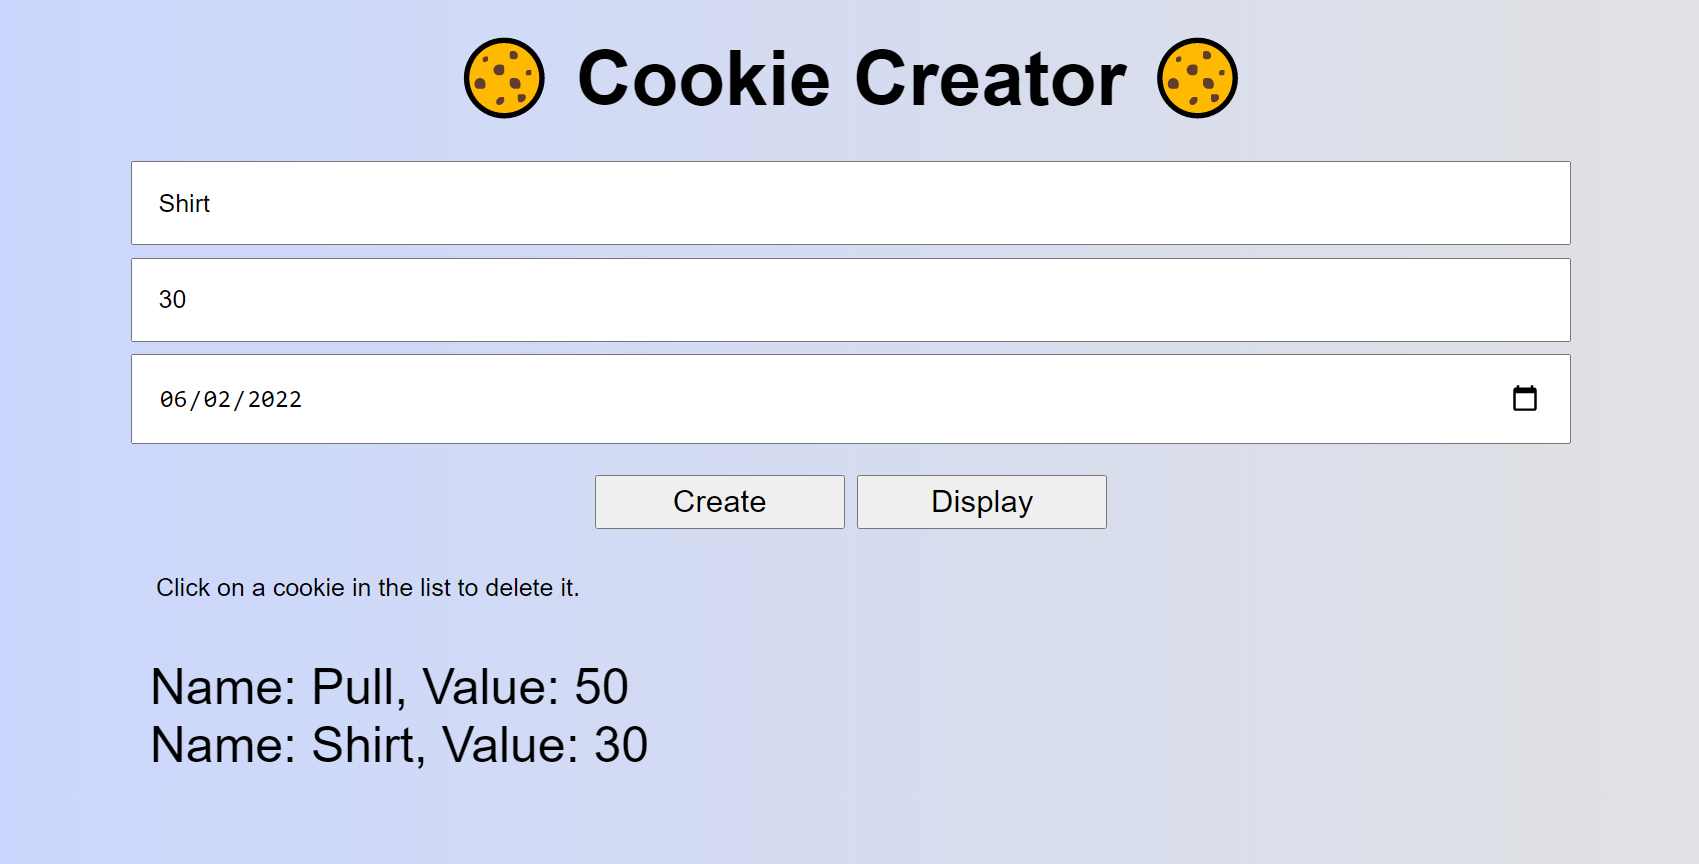 Cookie Creator
Shirt
30
06/02/2022
Create Display
Click on a cookie in the list to delete it.
Name: Pull, Value: 50
Name: Shirt, Value: 30